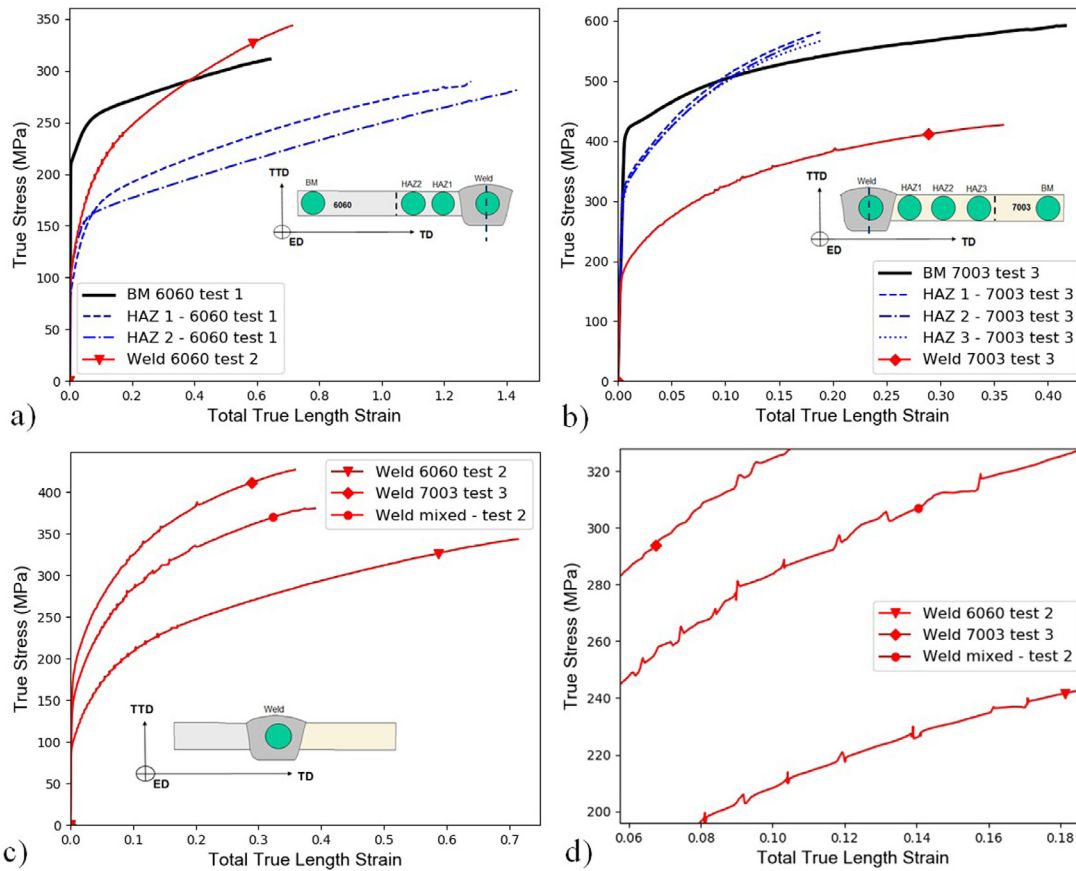 350
300
250
200
150
100
50
0
True Stress (MPa)
TTD
ED
TD
BM
6060
HAZ2
HAZ1
Weld
BM 6060 test 1
HAZ 1 - 6060 test 1
HAZ 2 - 6060 test 1
Weld 6060 test 2
0.0 0.2 0.4 0.6 0.8 1.0 1.2 1.4
Total True Length Strain
a)
600
500
400
300
200
100
0
True Stress (MPa)
TTD
ED
TD
Weld
HAZ1
HAZ2
HAZ3
7003
BM
BM 7003 test 3
HAZ 1 - 7003 test 3
HAZ 2 - 7003 test 3
HAZ 3 - 7003 test 3
Weld 7003 test 3
0.00 0.05 0.10 0.15 0.20 0.25 0.30 0.35 0.40
Total True Length Strain
b)
400
350
300
250
200
150
100
50
0
True Stress (MPa)
Weld 6060 test 2
Weld 7003 test 3
Weld mixed - test 2
TTD
ED
TD
Weld
0.0 0.1 0.2 0.3 0.4 0.5 0.6 0.7
Total True Length Strain
c)
320
300
280
260
240
220
200
True Stress (MPa)
Weld 6060 test 2
Weld 7003 test 3
Weld mixed - test 2
0.06 0.08 0.10 0.12 0.14 0.16 0.18
Total True Length Strain
d)